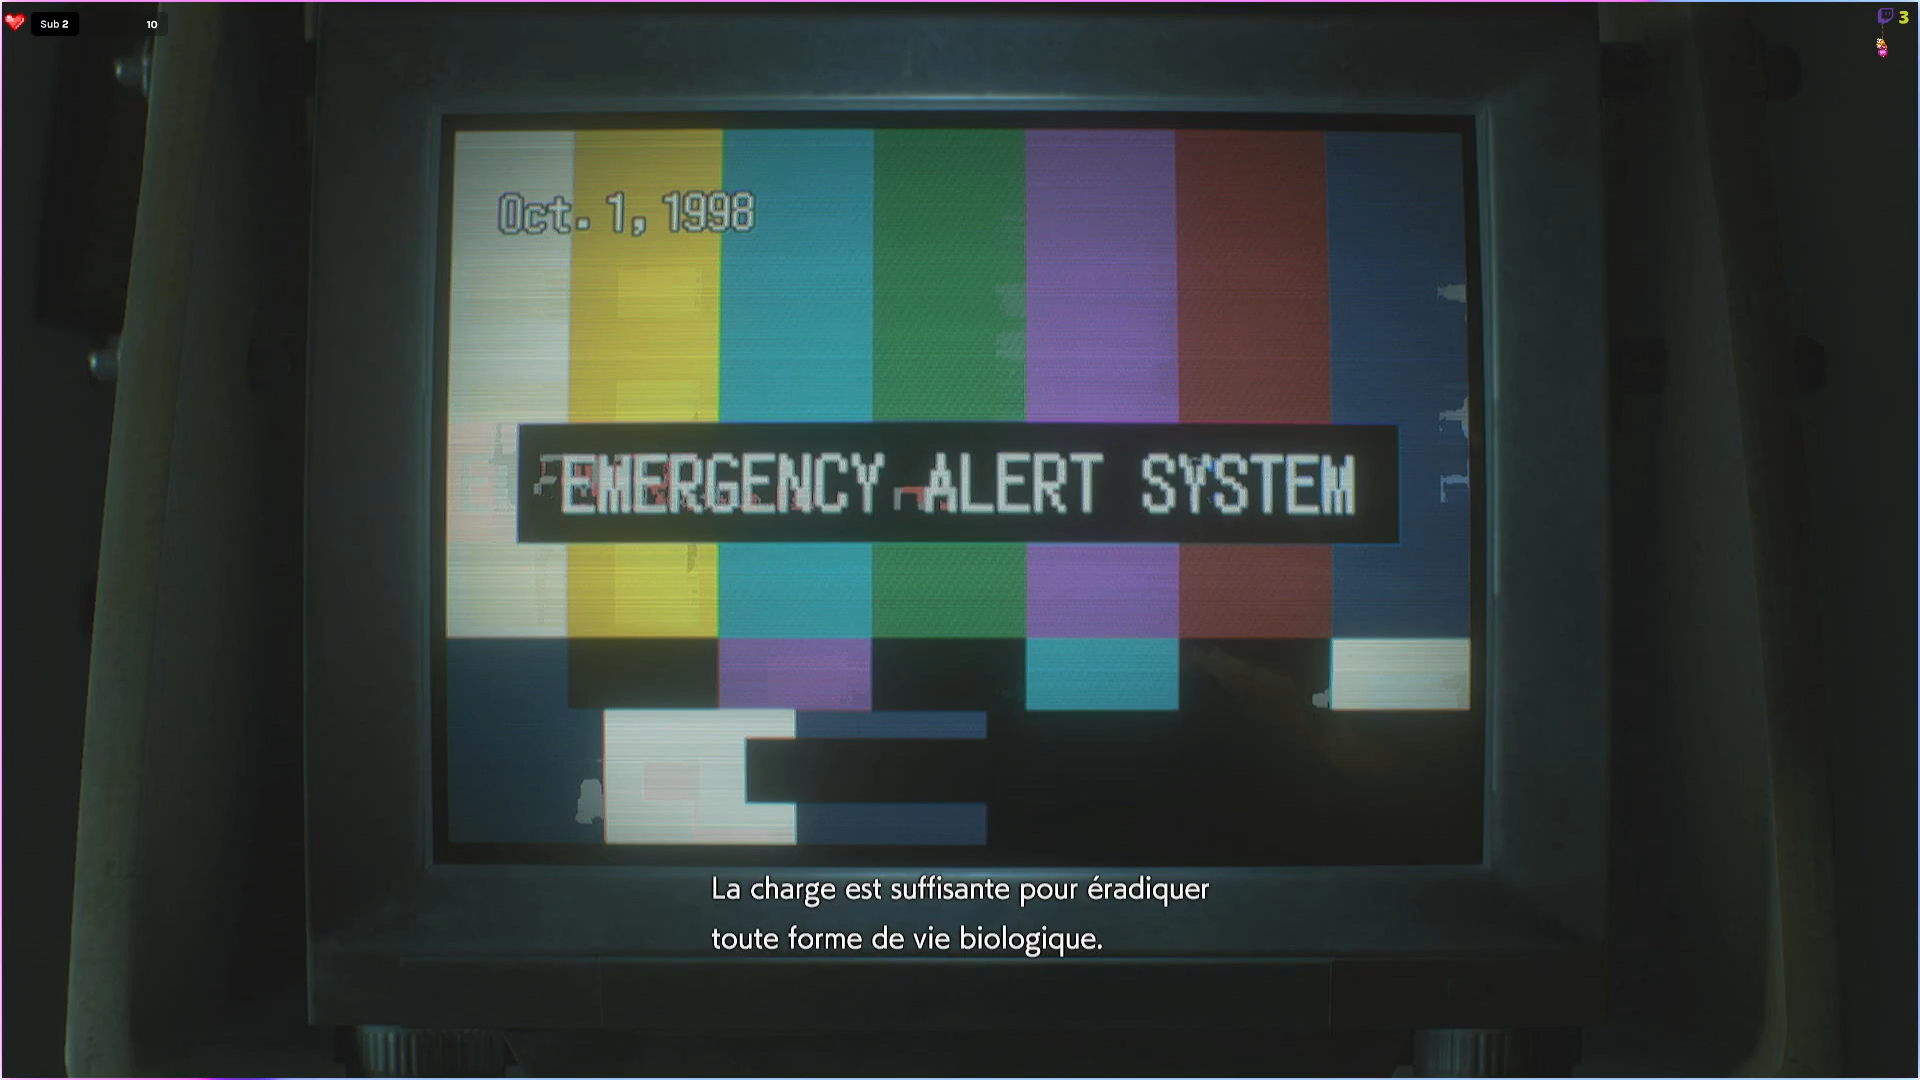 Sub 2
10
3
Oct. 1, 1998
EMERGENCY ALERT SYSTEM
La charge est suffisante pour éradiquer
toute forme de vie biologique.